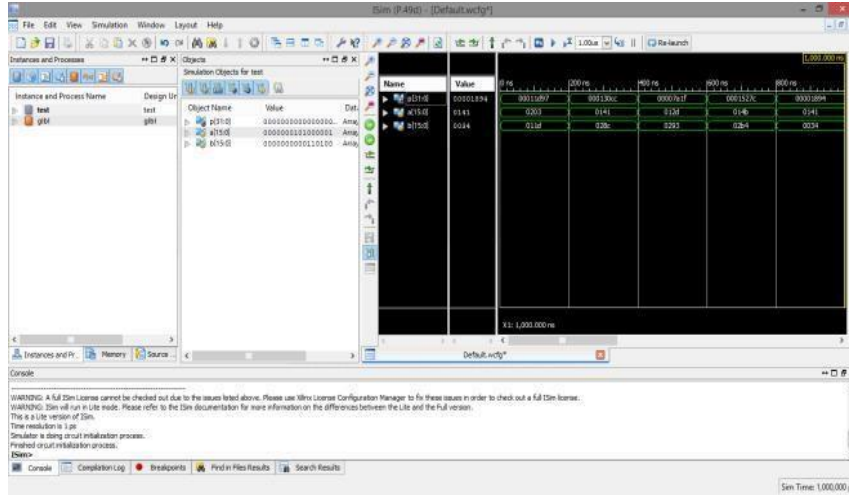 ISim (P.49d) - [Default.wcfg*]
File Edit View Simulation Window Layout Help
1.00us
Re-launch
Instances and Processes
Instance and Process Name Design Un
test test
glbl glbl
Objects
Simulation Objects for test
Object Name Value Dat
p[31:0] 0000000000000000... Array
a[15:0] 0000000101000001 Array
b[15:0] 0000000000110100 Array
1,000.000 ns
Name Value 0 ns 200 ns 400 ns 600 ns 800 ns
p[31:0] 00001894 000130cc 0001527c 00001894
a[15:0] 0141 0203 0141 012d 014b 0141
b[15:0] 0034 011d 028c 0293 02b4 0034
X1: 1,000.000 ns
Instances and Pr... Memory Source
Default.wcfg*
Console
WARNING: A full ISim License cannot be checked out due to the issues listed above. Please use Xilinx License Configuration Manager to fix these issues in order to check out a full ISim license.
WARNING: ISim will run in Lite mode. Please refer to the ISim documentation for more information on the differences between the Lite and the Full version.
This is a Lite version of ISim.
Time resolution is 1 ps
Simulator is doing circuit initialization process.
Finished circuit initialization process.
ISim>
Console Compilation Log Breakpoints Find in Files Results Search Results
Sim Time: 1,000,000